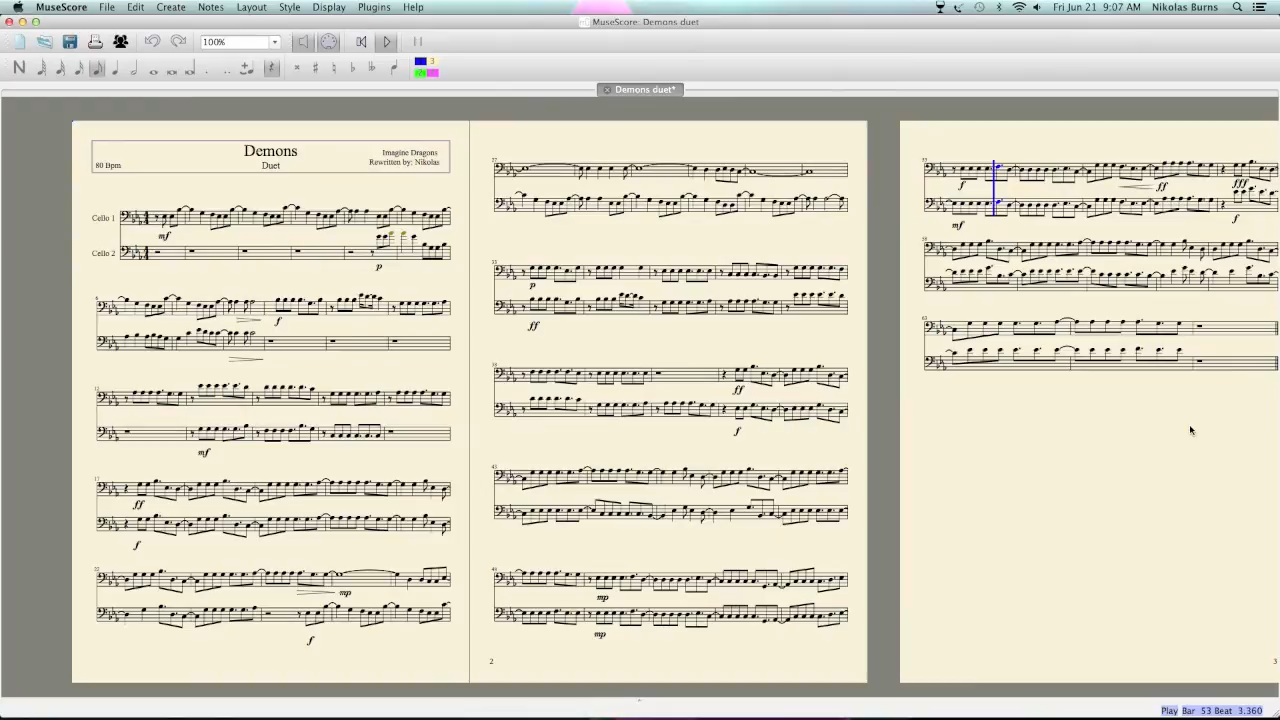 MuseScore File Edit Create Notes Layout Style Display Plugins Help Fri Jun 21 9:07 AM Nikolas Burns
MuseScore: Demons duet
100%
N
3
Demons duet*
Demons
Duet
80 Bpm
Imagine Dragons
Rewritten by: Nikolas
Cello 1
mf
Cello 2
p
f
mf
ff
f
mp
f
p
ff
ff
f
mp
mp
2
f
ff
fff
mf
f
3
Play Bar 53 Beat 3.360